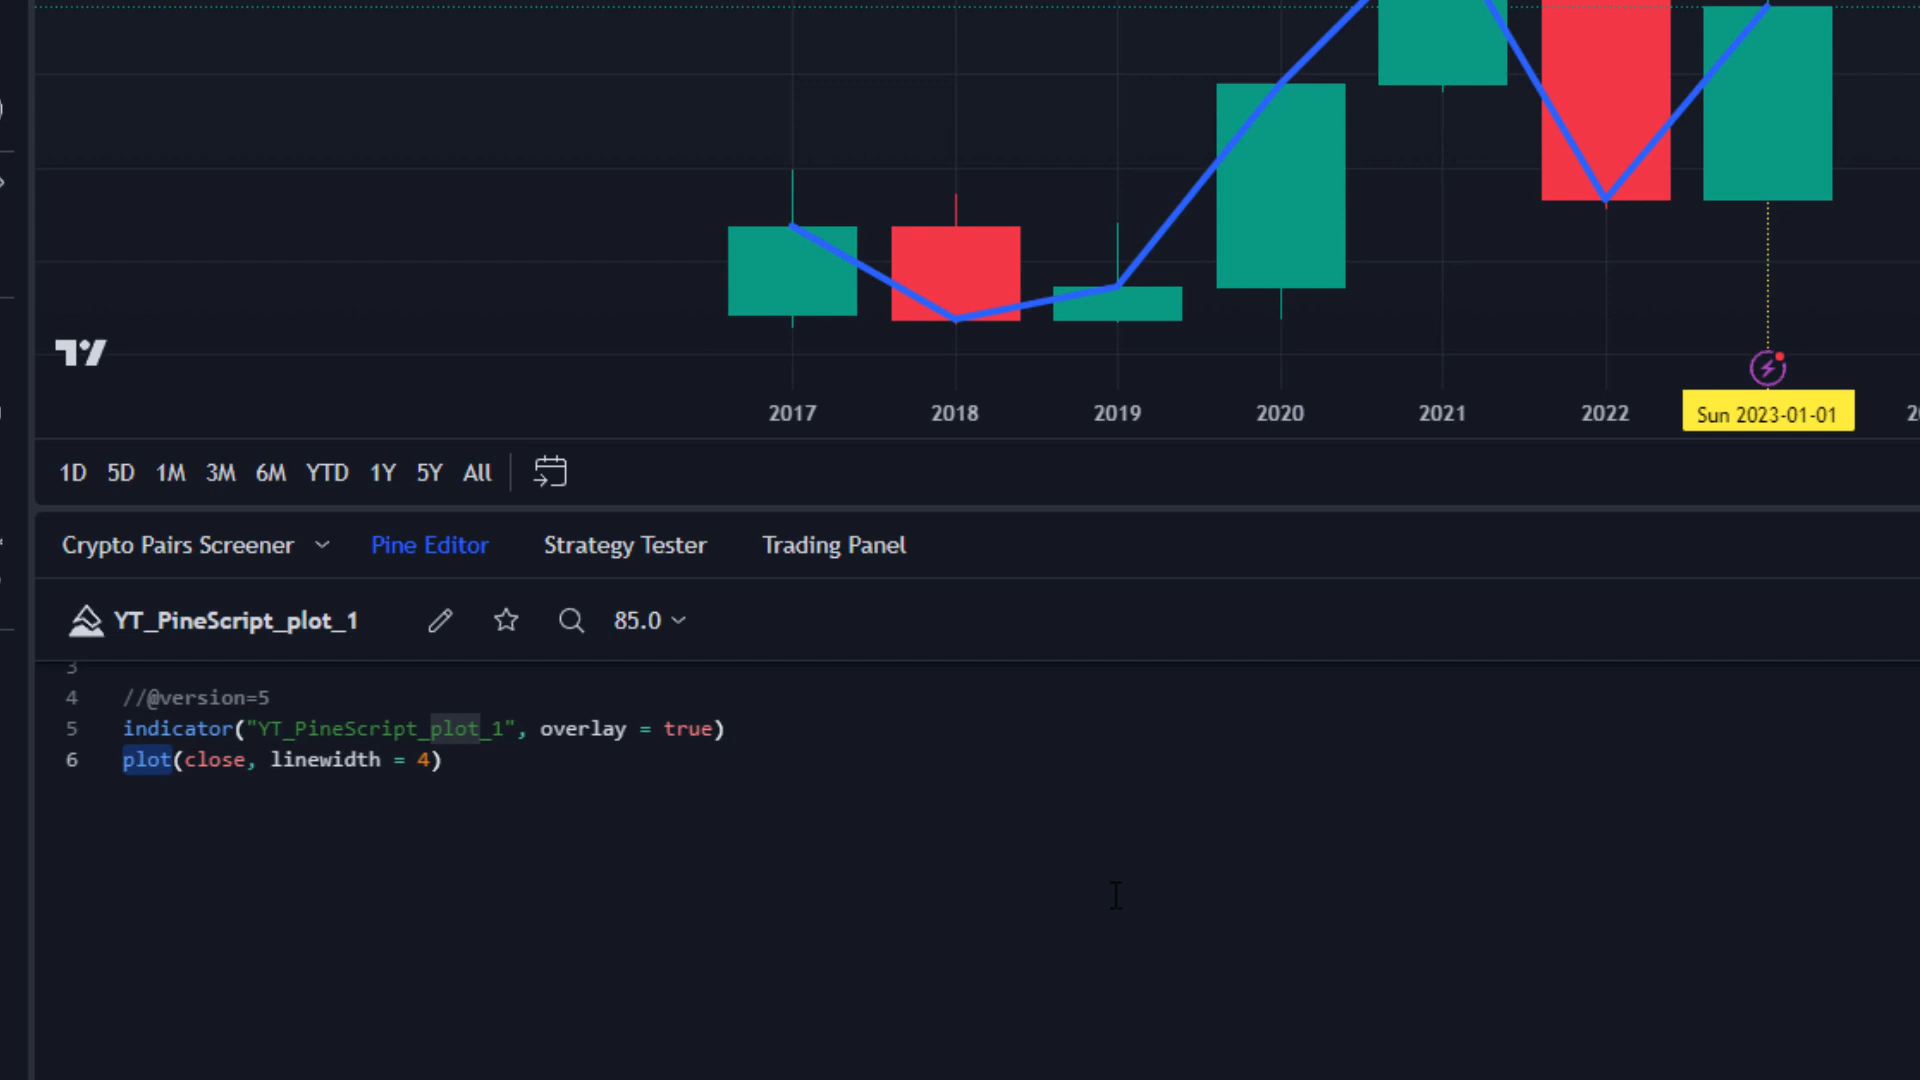 2017 2018 2019 2020 2021 2022 Sun 2023-01-01
1D 5D 1M 3M 6M YTD 1Y 5Y All
Crypto Pairs Screener Pine Editor Strategy Tester Trading Panel
YT_PineScript_plot_1 85.0
3
4 //@version=5
5 indicator("YT_PineScript_plot_1", overlay = true)
6 plot(close, linewidth = 4)